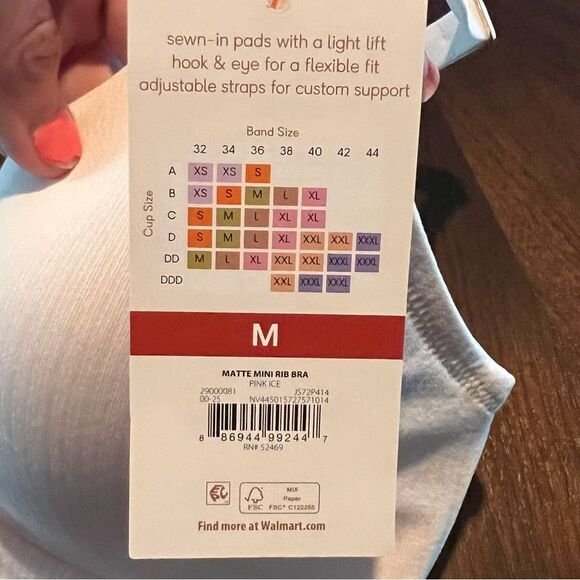 sewn-in pads with a light lift
hook & eye for a flexible fit
adjustable straps for custom support
Band Size
32 34 36 38 40 42 44
Cup Size
A XS XS S
B XS S M L XL
C S M L XL XL
D S M L XL XXL XXL XXXL
DD M L XL XXL XXL XXXL XXXL
DDD XXL XXXL XXXL
M
MATTE MINI RIB BRA
PINK ICE
29000081 JS72P414
00-25 NV445015727571014
8 86944 99244 7
RN# 52469
FSC
MIX
Paper
FSC® C122265
Find more at Walmart.com